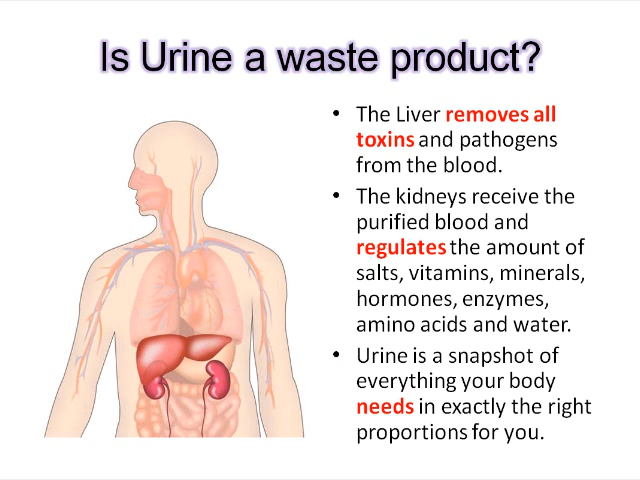 Is Urine a waste product?
• The Liver removes all
toxins and pathogens
from the blood.
• The kidneys receive the
purified blood and
regulates the amount of
salts, vitamins, minerals,
hormones, enzymes,
amino acids and water.
• Urine is a snapshot of
everything your body
needs in exactly the right
proportions for you.